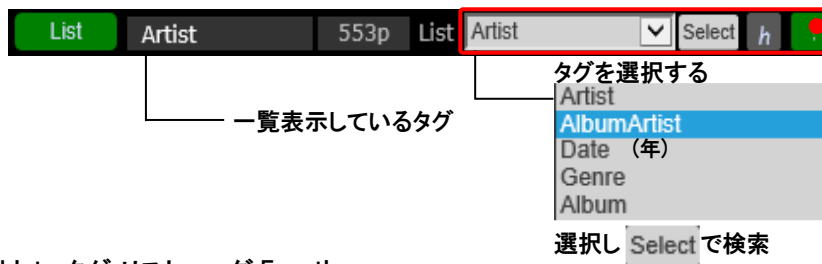 List Artist 553p List Artist Select h
タグを選択する
Artist
一覧表示しているタグ
AlbumArtist
Date (年)
Genre
Album
選択し Select で検索